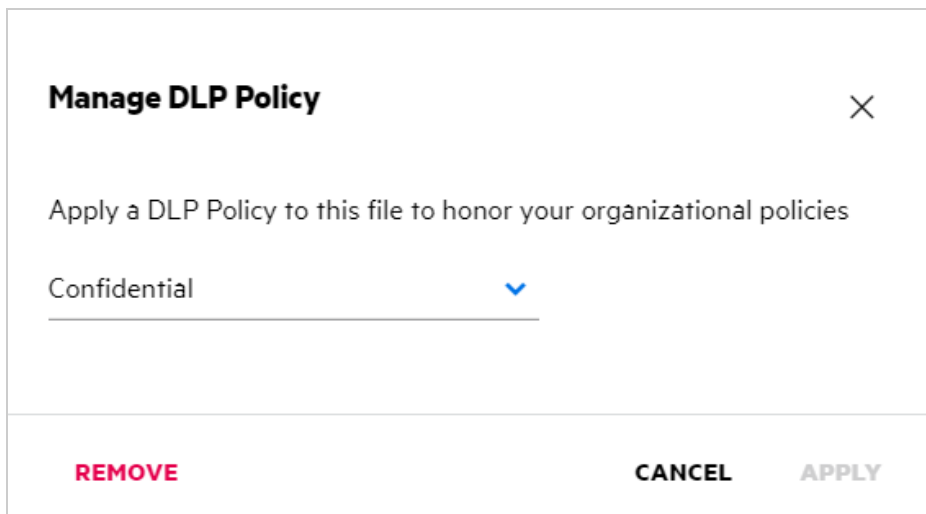 Manage DLP Policy
Apply a DLP Policy to this file to honor your organizational policies
Confidential
REMOVE CANCEL APPLY